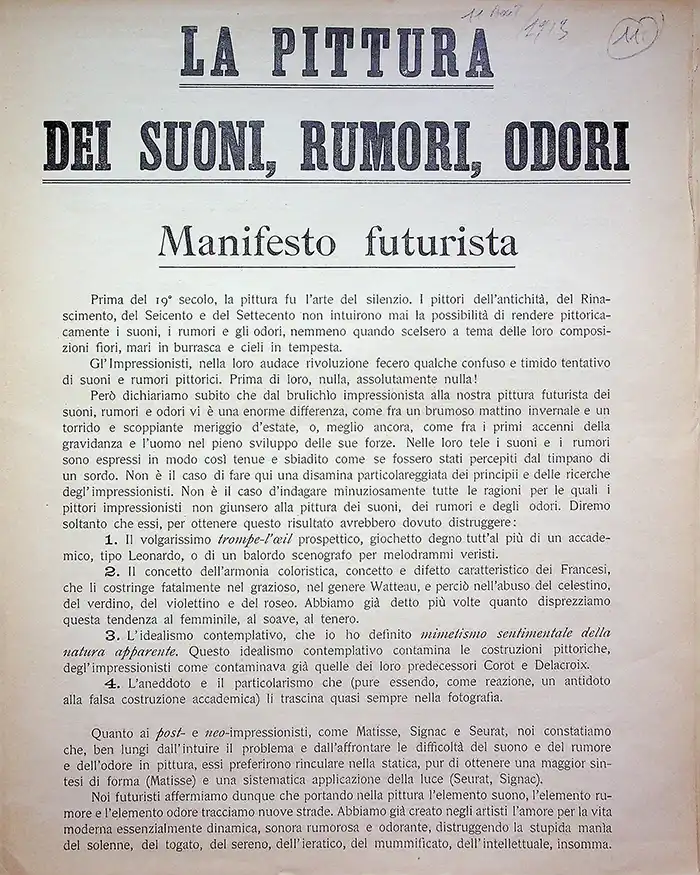 11 Août 1913
11
LA PITTURA
DEI SUONI, RUMORI, ODORI
Manifesto futurista
Prima del 19º secolo, la pittura fu l'arte del silenzio. I pittori dell'antichità, del Rina-
scimento, del Seicento e del Settecento non intuirono mai la possibilità di rendere pittorica-
camente i suoni, i rumori e gli odori, nemmeno quando scelsero a tema delle loro composi-
zioni fiori, mari in burrasca e cieli in tempesta.
Gl'Impressionisti, nella loro audace rivoluzione fecero qualche confuso e timido tentativo
di suoni e rumori pittorici. Prima di loro, nulla, assolutamente nulla!
Però dichiariamo subito che dal brulichìo impressionista alla nostra pittura futurista dei
suoni, rumori e odori vi è una enorme differenza, come fra un brumoso mattino invernale e un
torrido e scoppiante meriggio d'estate, o, meglio ancora, come fra i primi accenni della
gravidanza e l'uomo nel pieno sviluppo delle sue forze. Nelle loro tele i suoni e i rumori
sono espressi in modo così tenue e sbiadito come se fossero stati percepiti dal timpano di
un sordo. Non è il caso di fare qui una disamina particolareggiata dei principii e delle ricerche
degl'impressionisti. Non è il caso d'indagare minuziosamente tutte le ragioni per le quali i
pittori impressionisti non giunsero alla pittura dei suoni, dei rumori e degli odori. Diremo
soltanto che essi, per ottenere questo risultato avrebbero dovuto distruggere:
1. Il volgarissimo trompe-l'œil prospettico, giochetto degno tutt'al più di un accade-
mico, tipo Leonardo, o di un balordo scenografo per melodrammi veristi.
2. Il concetto dell'armonia coloristica, concetto e difetto caratteristico dei Francesi,
che li costringe fatalmente nel grazioso, nel genere Watteau, e perciò nell'abuso del celestino,
del verdino, del violettino e del roseo. Abbiamo già detto più volte quanto disprezziamo
questa tendenza al femminile, al soave, al tenero.
3. L'idealismo contemplativo, che io ho definito mimetismo sentimentale della
natura apparente. Questo idealismo contemplativo contamina le costruzioni pittoriche,
degl'impressionisti come contaminava già quelle dei loro predecessori Corot e Delacroix.
4. L'aneddoto e il particolarismo che (pure essendo, come reazione, un antidoto
alla falsa costruzione accademica) li trascina quasi sempre nella fotografia.
Quanto ai post- e neo-impressionisti, come Matisse, Signac e Seurat, noi constatiamo
che, ben lungi dall'intuire il problema e dall'affrontare le difficoltà del suono e del rumore
e dell'odore in pittura, essi preferirono rinculare nella statica, pur di ottenere una maggior sin-
tesi di forma (Matisse) e una sistematica applicazione della luce (Seurat, Signac).
Noi futuristi affermiamo dunque che portando nella pittura l'elemento suono, l'elemento ru-
more e l'elemento odore tracciamo nuove strade. Abbiamo già creato negli artisti l'amore per la vita
moderna essenzialmente dinamica, sonora rumorosa e odorante, distruggendo la stupida mania
del solenne, del togato, del sereno, dell'ieratico, del mummificato, dell'intellettuale, insomma.